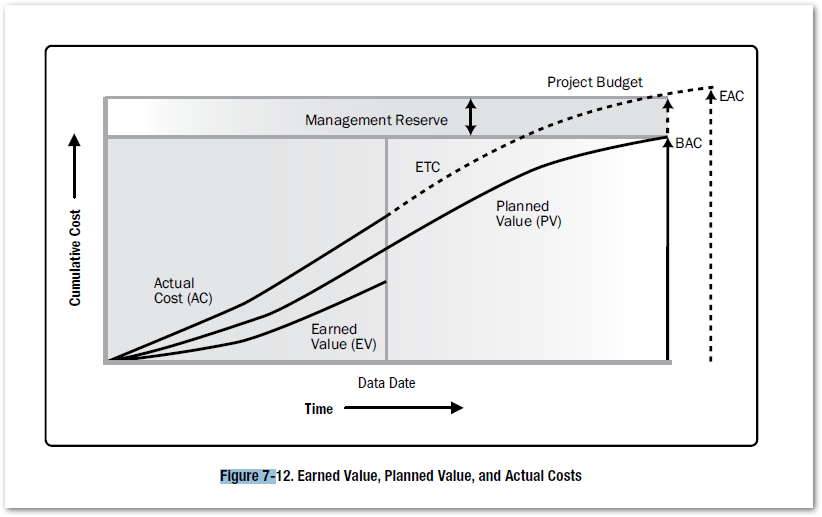 Project Budget
EAC
Management Reserve
BAC
ETC
Planned
Value (PV)
Cumulative Cost
Actual
Cost (AC)
Earned
Value (EV)
Data Date
Time
Figure 7-12. Earned Value, Planned Value, and Actual Costs